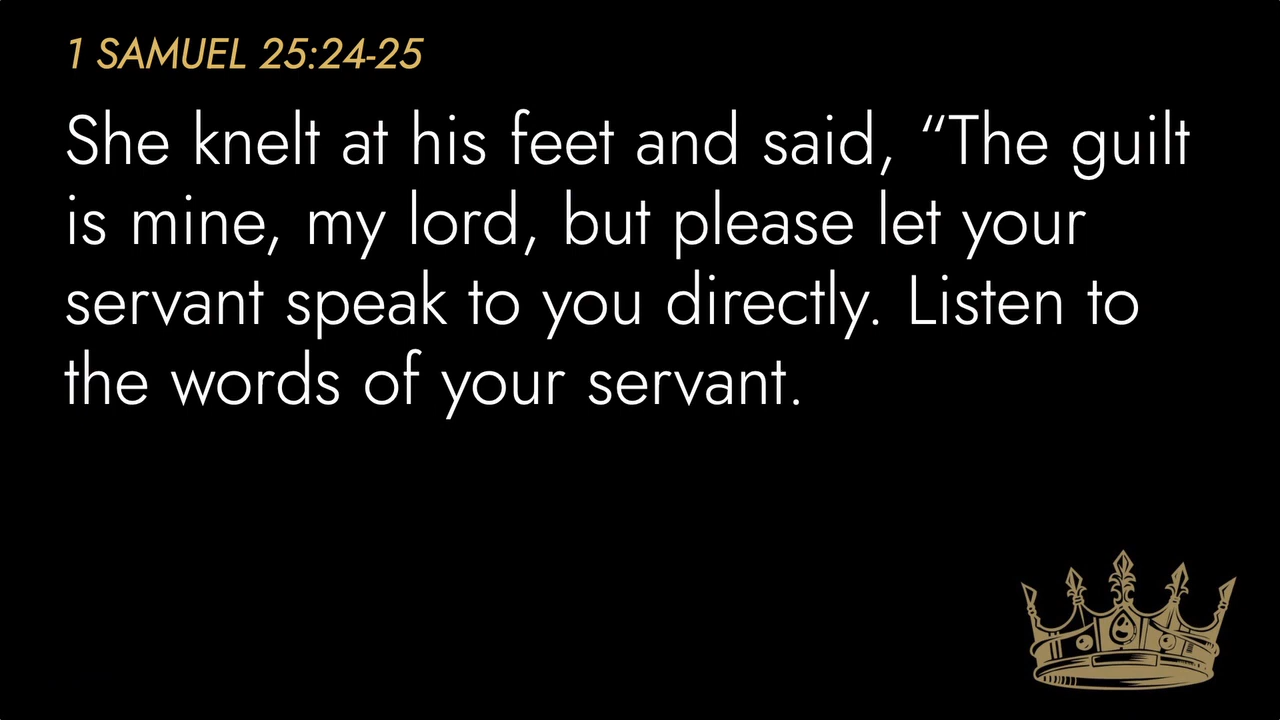 1 SAMUEL 25:24-25
She knelt at his feet and said, “The guilt
is mine, my lord, but please let your
servant speak to you directly. Listen to
the words of your servant.